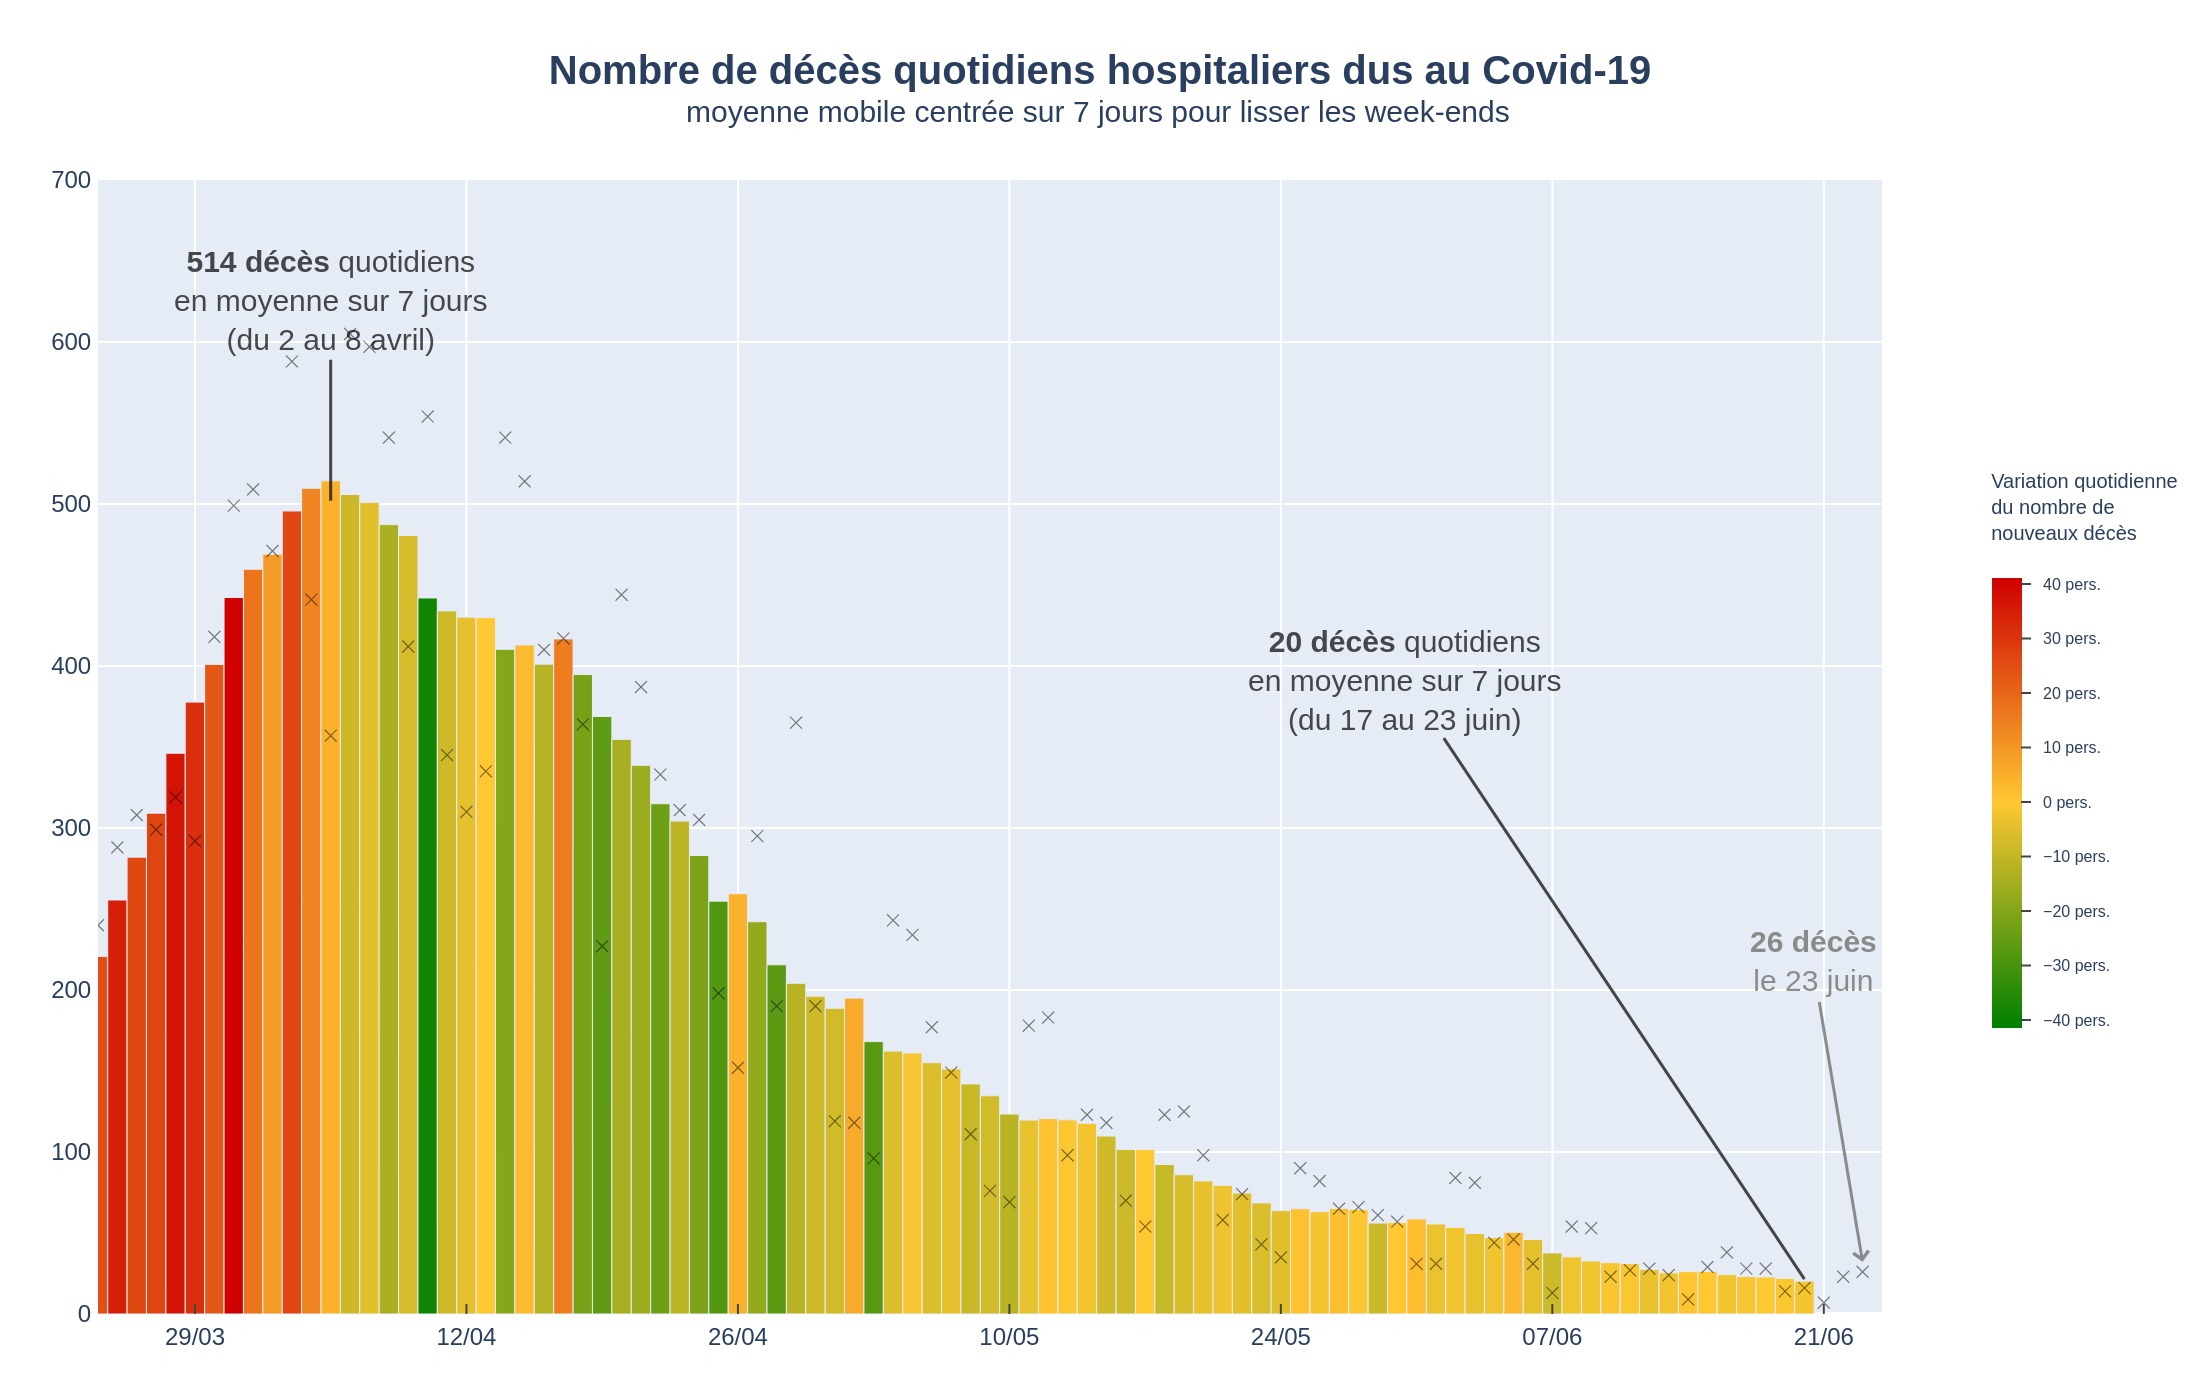 Nombre de décès quotidiens hospitaliers dus au Covid-19
moyenne mobile centrée sur 7 jours pour lisser les week-ends
700
600
500
400
300
200
100
0
514 décès quotidiens
en moyenne sur 7 jours
(du 2 au 8 avril)
20 décès quotidiens
en moyenne sur 7 jours
(du 17 au 23 juin)
26 décès
le 23 juin
29/03
12/04
26/04
10/05
24/05
07/06
21/06
Variation quotidienne
du nombre de
nouveaux décès
40 pers.
30 pers.
20 pers.
10 pers.
0 pers.
−10 pers.
−20 pers.
−30 pers.
−40 pers.